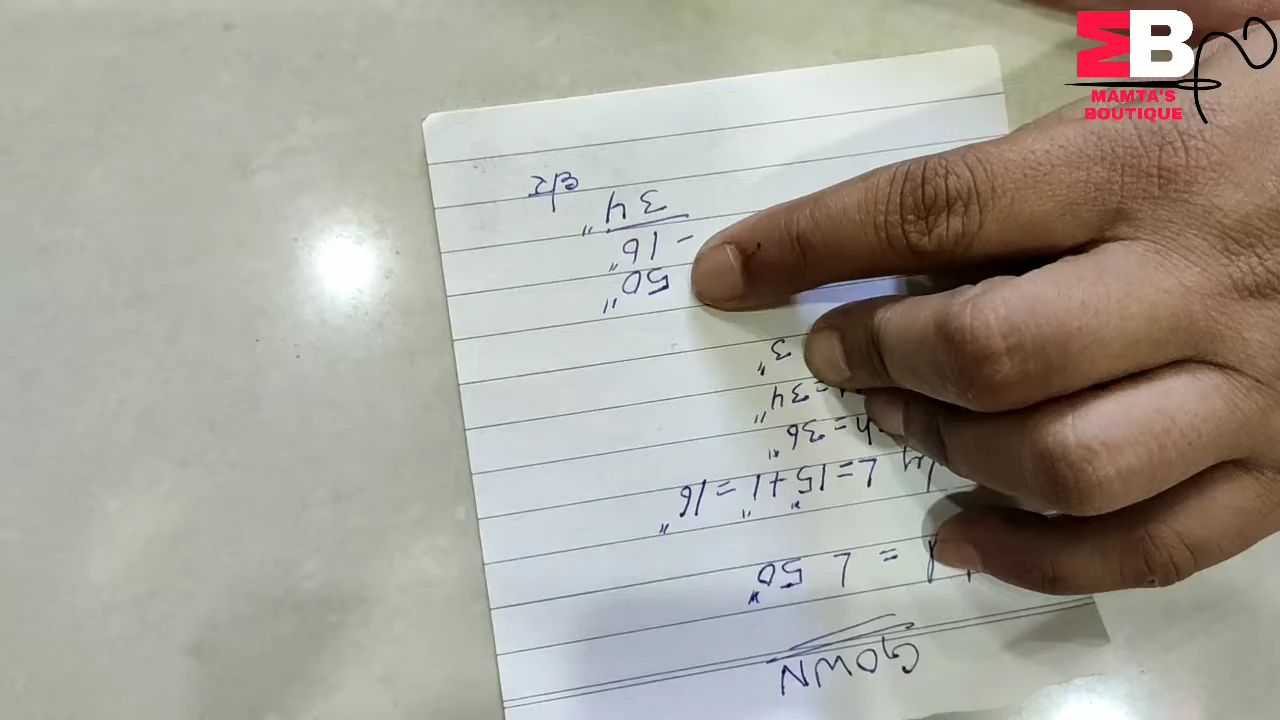 GOWN
= L 50"
L = 15" + 1" = 16"
= 36"
= 34"
3"
50"
- 16"
34"
MB
MAMTA'S
BOUTIQUE